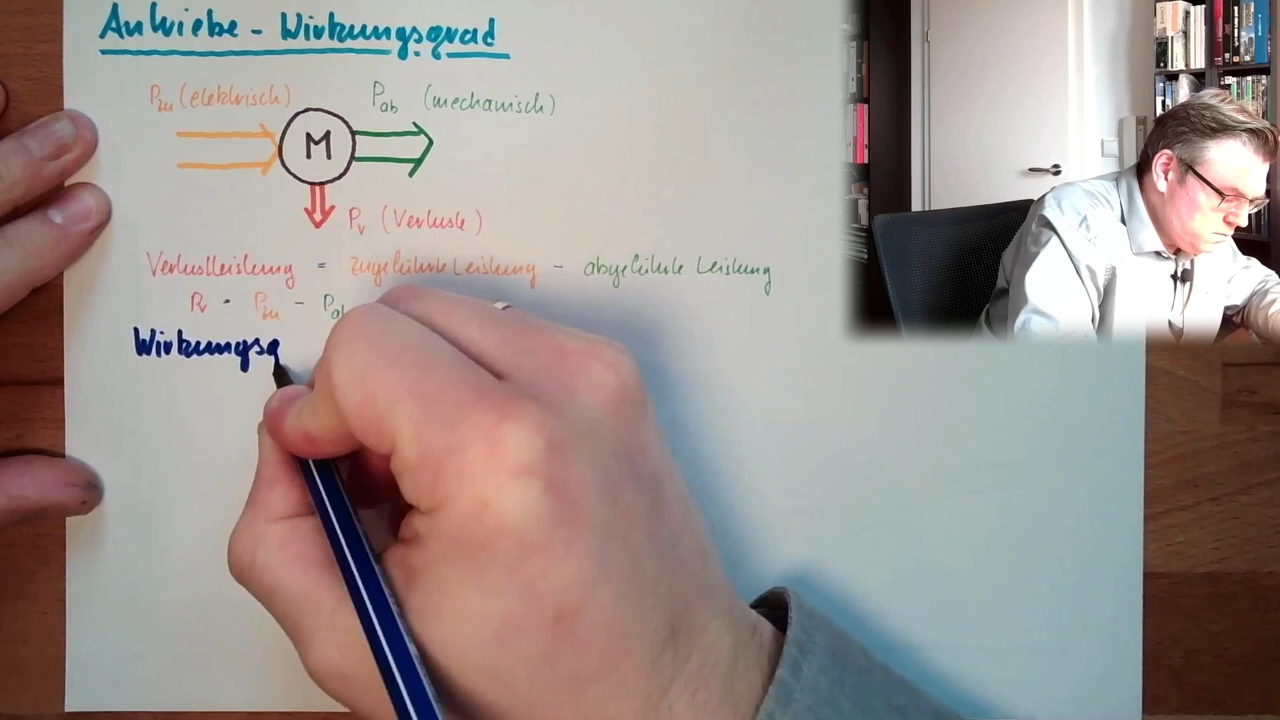 Antriebe - Wirkungsgrad
Pzu (elektrisch)
Pab (mechanisch)
M
Pv (Verluste)
Verlustleistung = zugeführte Leistung - abgeführte Leistung
Pv = Pzu - Pab
Wirkungsg